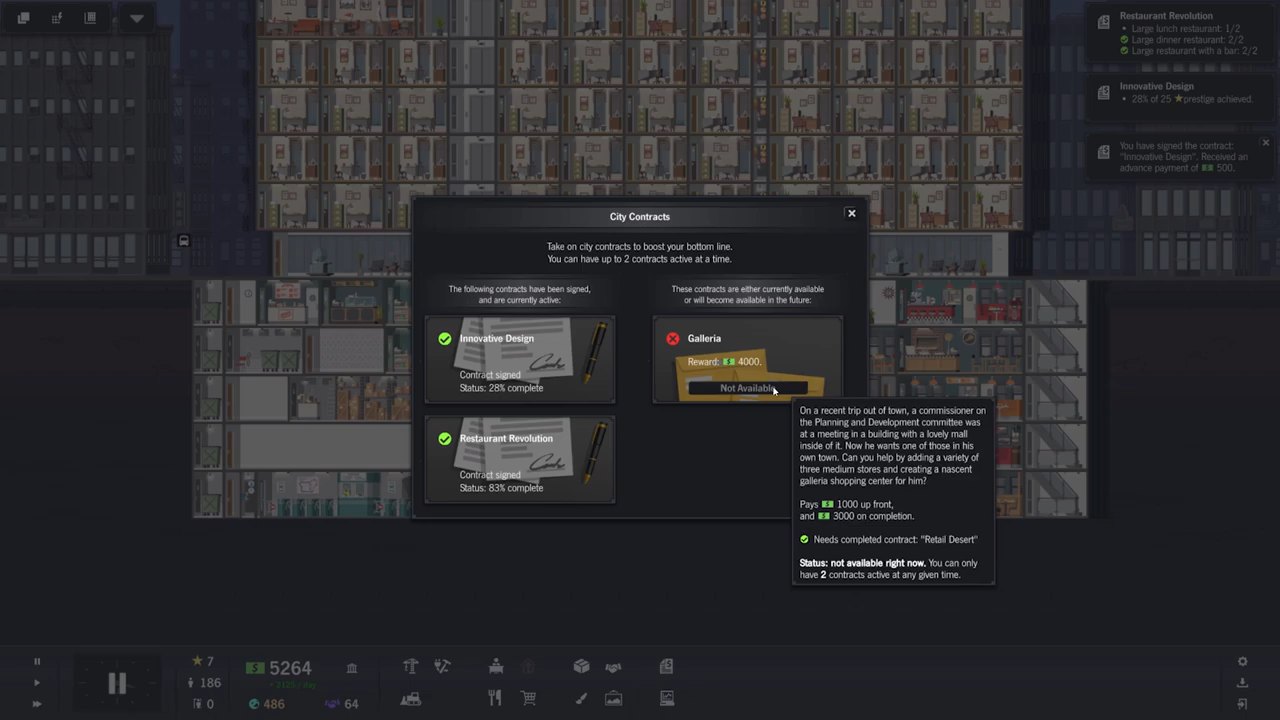 Restaurant Revolution
Large lunch restaurant: 1/2
Large dinner restaurant: 2/2
Large restaurant with a bar: 2/2
Innovative Design
28% of 25 prestige achieved.
You have signed the contract:
"Innovative Design". Received an
advance payment of 500.
City Contracts
Take on city contracts to boost your bottom line.
You can have up to 2 contracts active at a time.
The following contracts have been signed,
and are currently active:
These contracts are either currently available
or will become available in the future:
Innovative Design
Contract signed
Status: 28% complete
Galleria
Reward: 4000.
Not Available
Restaurant Revolution
Contract signed
Status: 83% complete
On a recent trip out of town, a commissioner on
the Planning and Development committee was
at a meeting in a building with a lovely mall
inside of it. Now he wants one of those in his
own town. Can you help by adding a variety of
three medium stores and creating a nascent
galleria shopping center for him?
Pays 1000 up front,
and 3000 on completion.
Needs completed contract: "Retail Desert"
Status: not available right now. You can only
have 2 contracts active at any given time.
7
186
0
5264
486
64